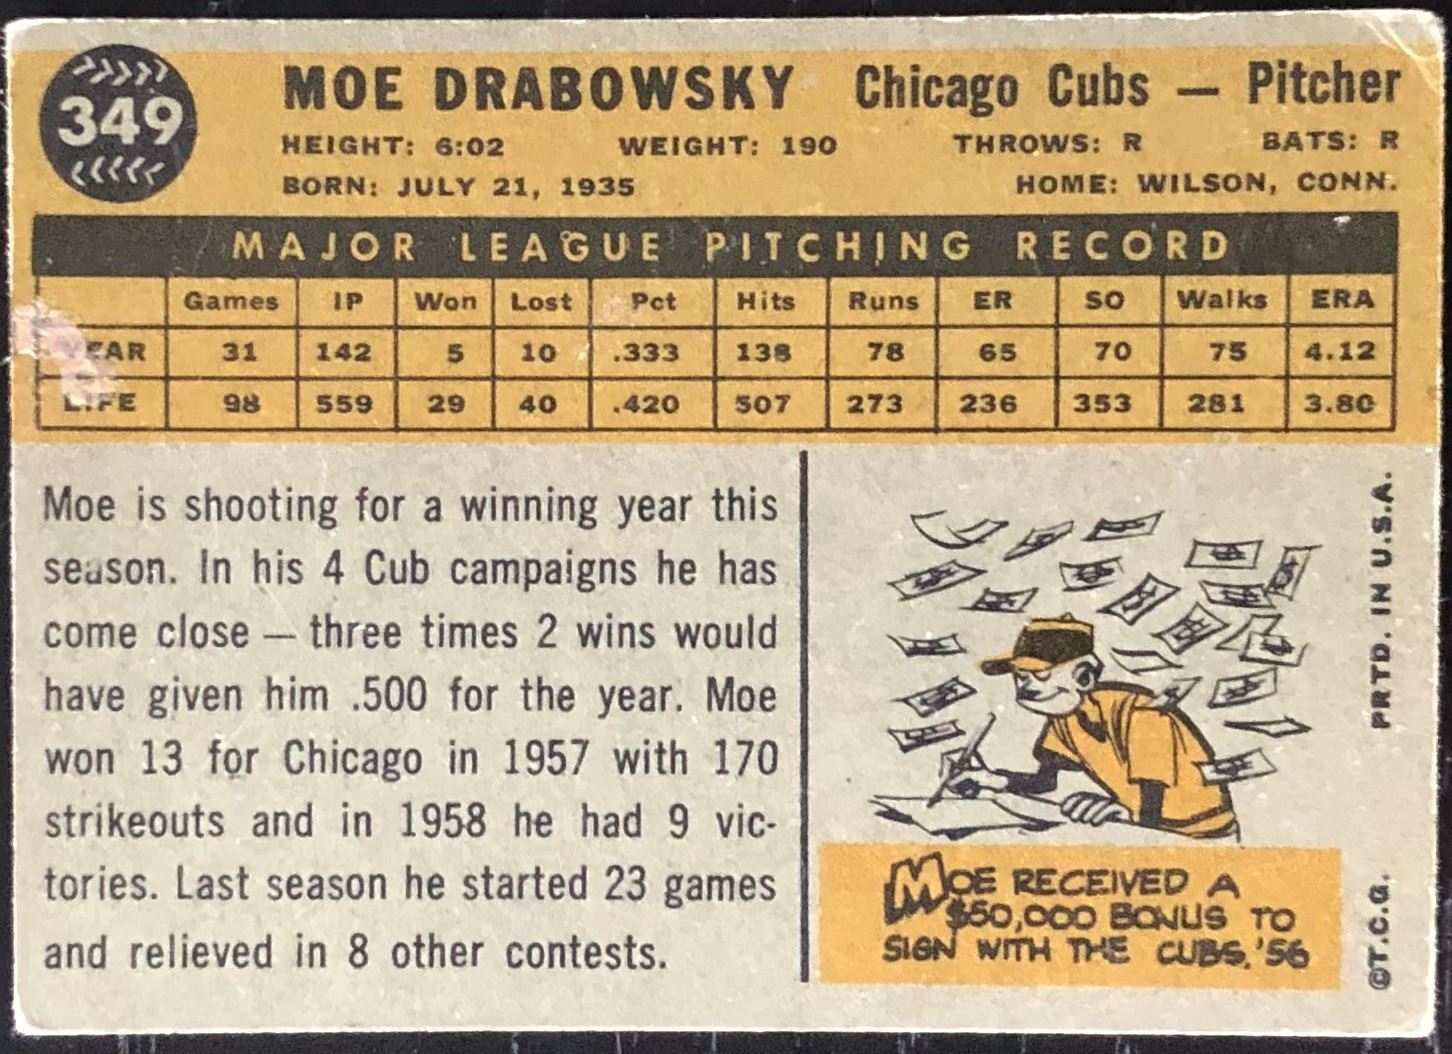 349
MOE DRABOWSKY Chicago Cubs — Pitcher
HEIGHT: 6:02 WEIGHT: 190 THROWS: R BATS: R
BORN: JULY 21, 1935 HOME: WILSON, CONN.
MAJOR LEAGUE PITCHING RECORD
Games IP Won Lost Pct Hits Runs ER SO Walks ERA
YEAR 31 142 5 10 .333 138 78 65 70 75 4.12
LIFE 98 559 29 40 .420 507 273 236 353 281 3.80
Moe is shooting for a winning year this
season. In his 4 Cub campaigns he has
come close — three times 2 wins would
have given him .500 for the year. Moe
won 13 for Chicago in 1957 with 170
strikeouts and in 1958 he had 9 vic-
tories. Last season he started 23 games
and relieved in 8 other contests.
MOE RECEIVED A
$50,000 BONUS TO
SIGN WITH THE CUBS, '56
©T.C.G. PRTD. IN U.S.A.